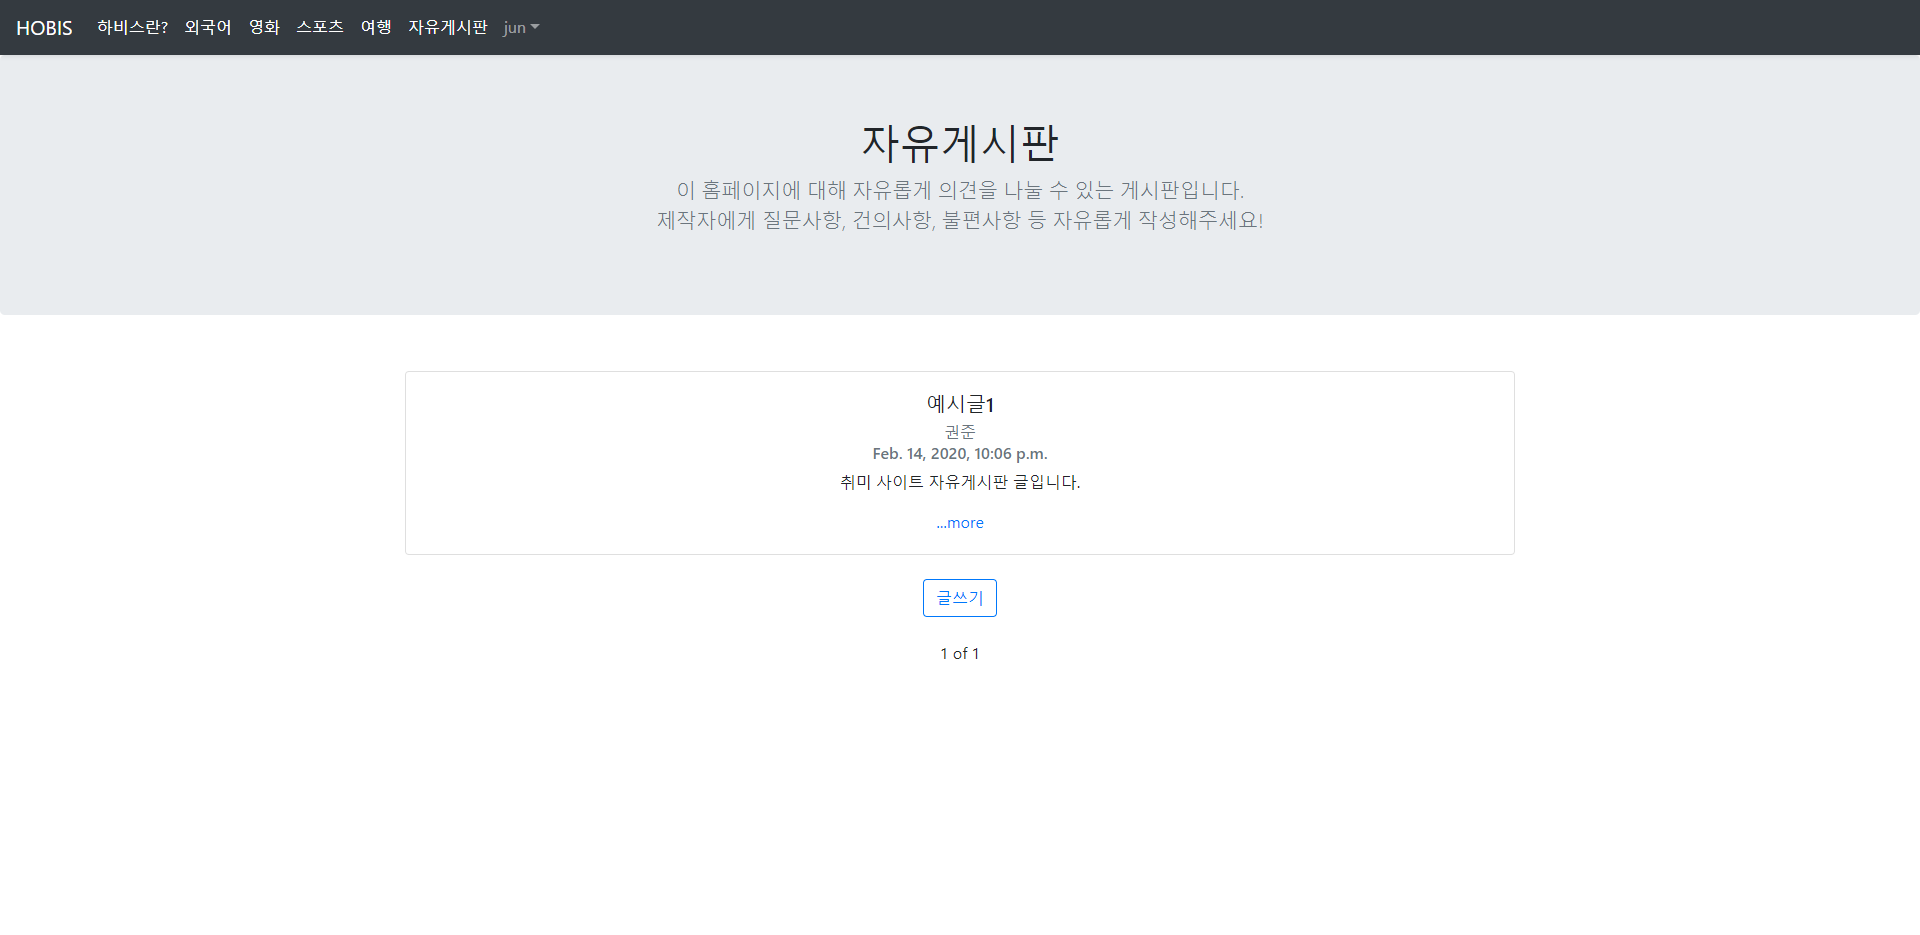 HOBIS 하비스란? 외국어 영화 스포츠 여행 자유게시판 jun
자유게시판
이 홈페이지에 대해 자유롭게 의견을 나눌 수 있는 게시판입니다.
제작자에게 질문사항, 건의사항, 불편사항 등 자유롭게 작성해주세요!
예시글1
권준
Feb. 14, 2020, 10:06 p.m.
취미 사이트 자유게시판 글입니다.
...more
글쓰기
1 of 1